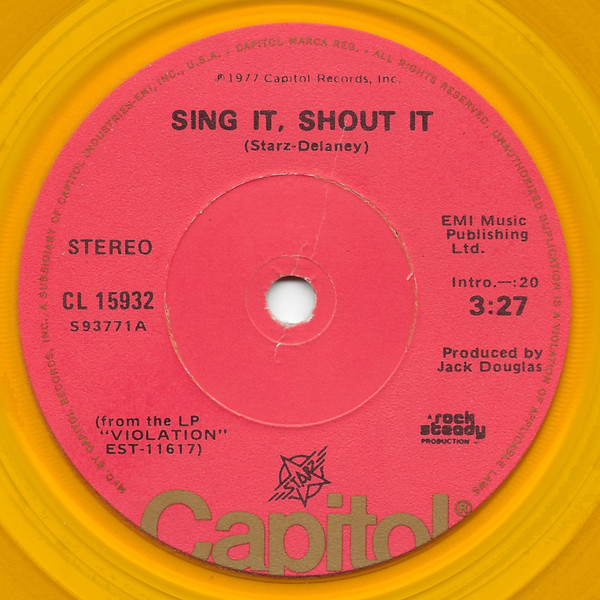 MFG. BY CAPITOL RECORDS, INC., A SUBSIDIARY OF CAPITOL INDUSTRIES-EMI, INC., U.S.A. • CAPITOL MARCA REG. • ALL RIGHTS RESERVED. UNAUTHORIZED DUPLICATION IS A VIOLATION OF APPLICABLE LAWS
℗1977 Capitol Records, Inc.
SING IT, SHOUT IT
(Starz-Delaney)
STEREO
CL 15932
S93771A
EMI Music
Publishing
Ltd.
Intro.—:20
3:27
Produced by
Jack Douglas
(from the LP
"VIOLATION"
EST-11617)
A rock
steady
PRODUCTION
STARZ
Capitol®